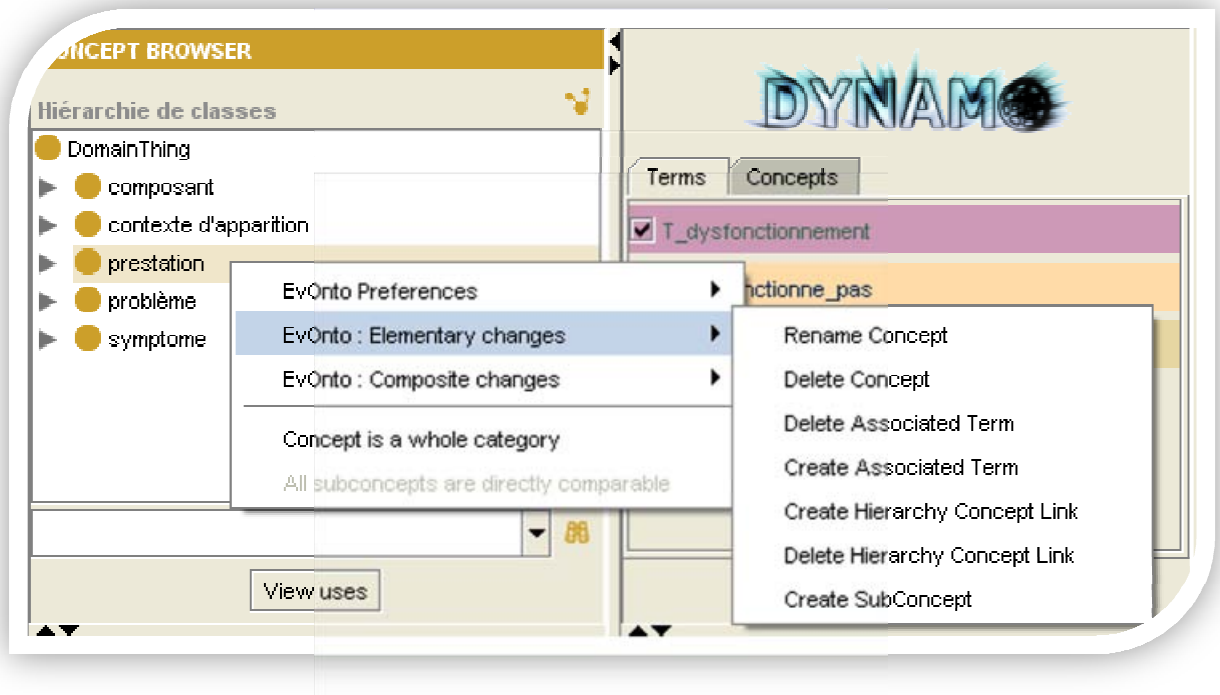 CONCEPT BROWSER
Hiérarchie de classes
DomainThing
composant
contexte d'apparition
prestation
problème
symptome
EvOnto Preferences
EvOnto : Elementary changes
EvOnto : Composite changes
Concept is a whole category
All subconcepts are directly comparable
View uses
DYNAMO
Terms
Concepts
T_dysfonctionnement
nctionne_pas
Rename Concept
Delete Concept
Delete Associated Term
Create Associated Term
Create Hierarchy Concept Link
Delete Hierarchy Concept Link
Create SubConcept